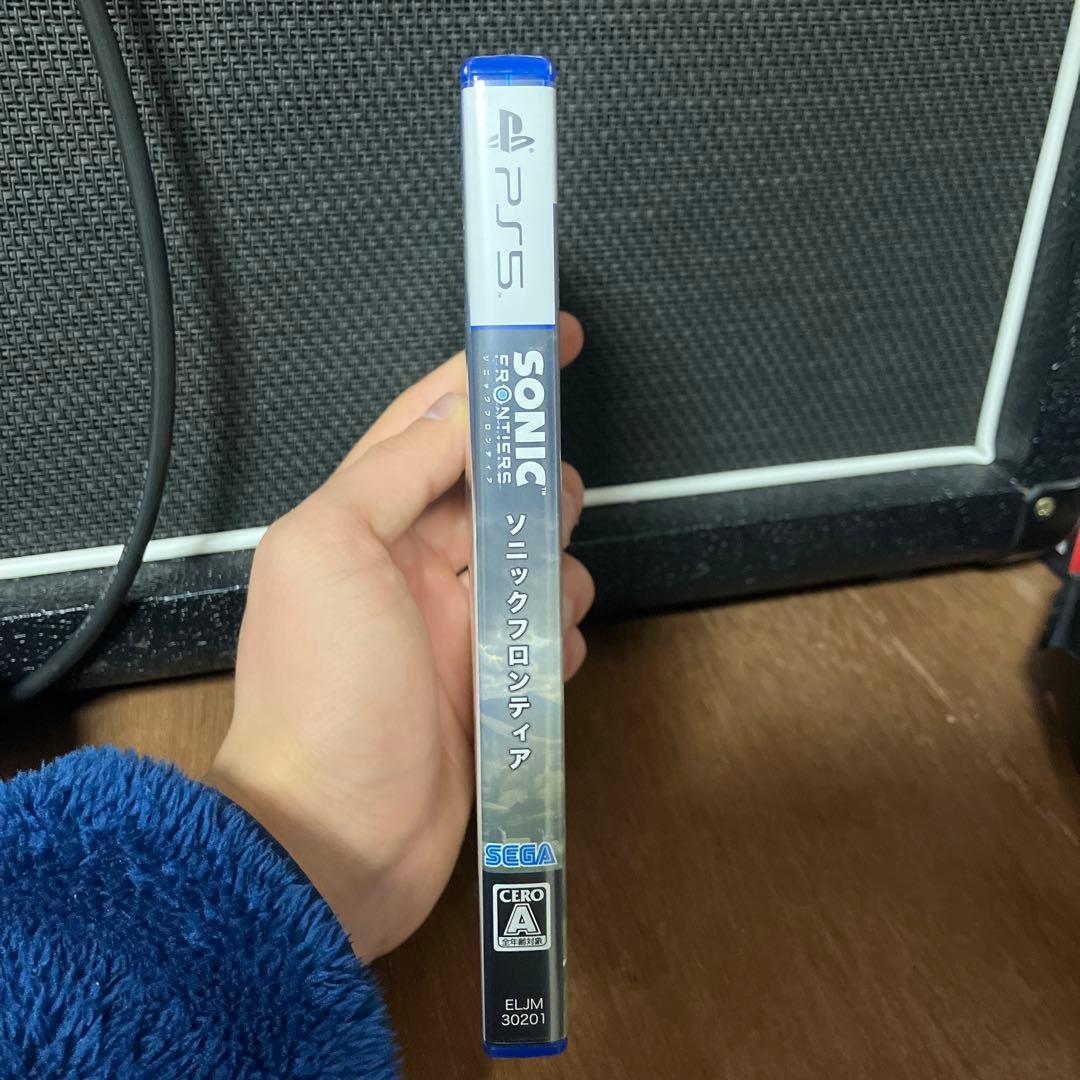 PS5
SONIC
FRONTIERS
ソニックフロンティア
ソニックフロンティア
SEGA
CERO
A
全年齢対象
ELJM
30201